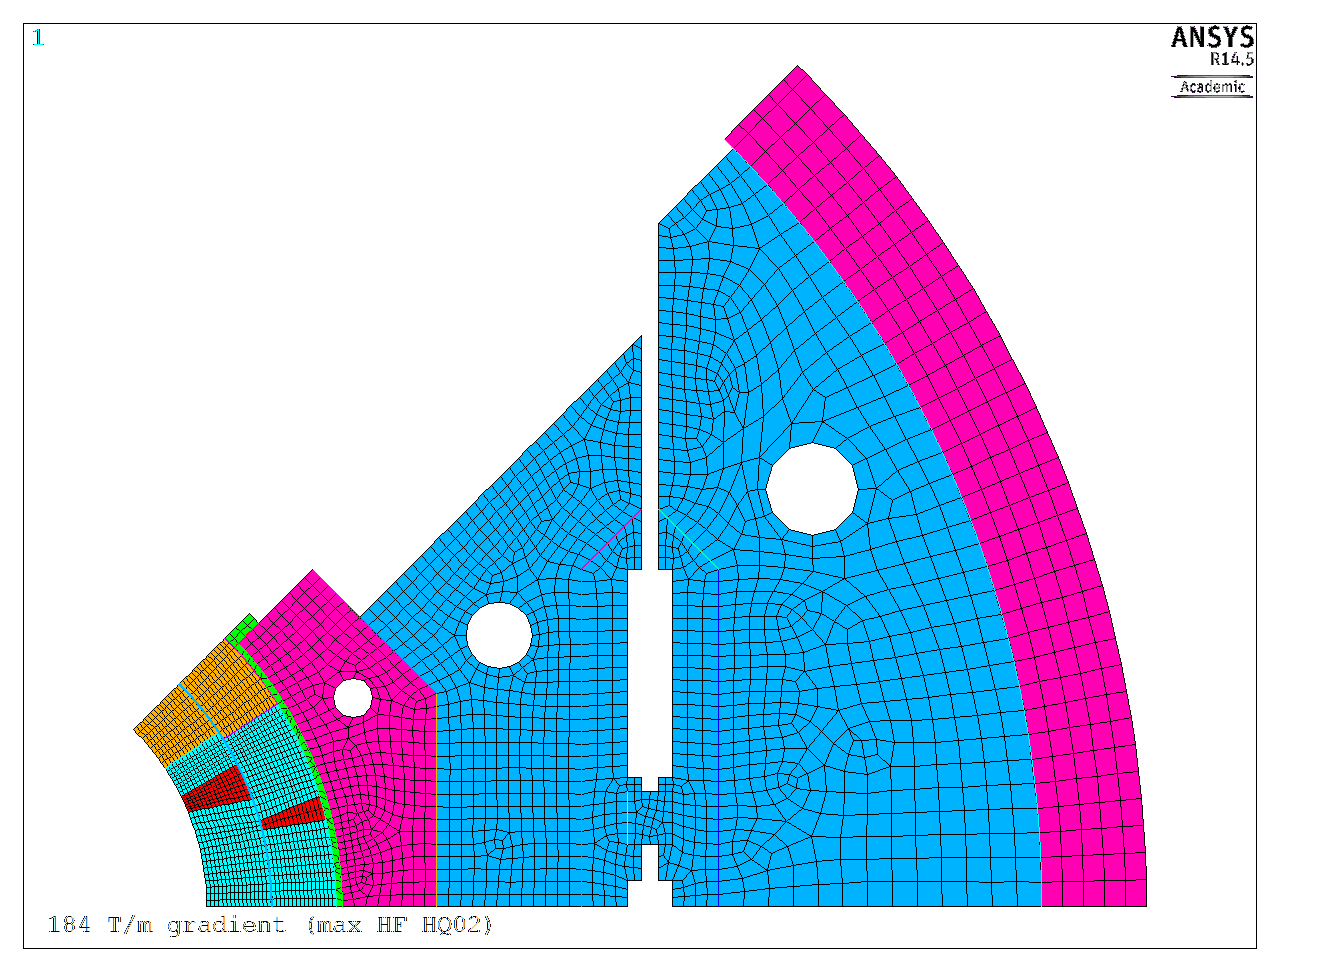 1
ANSYS
R14.5
Academic
184 T/m gradient (max HF HQ02)